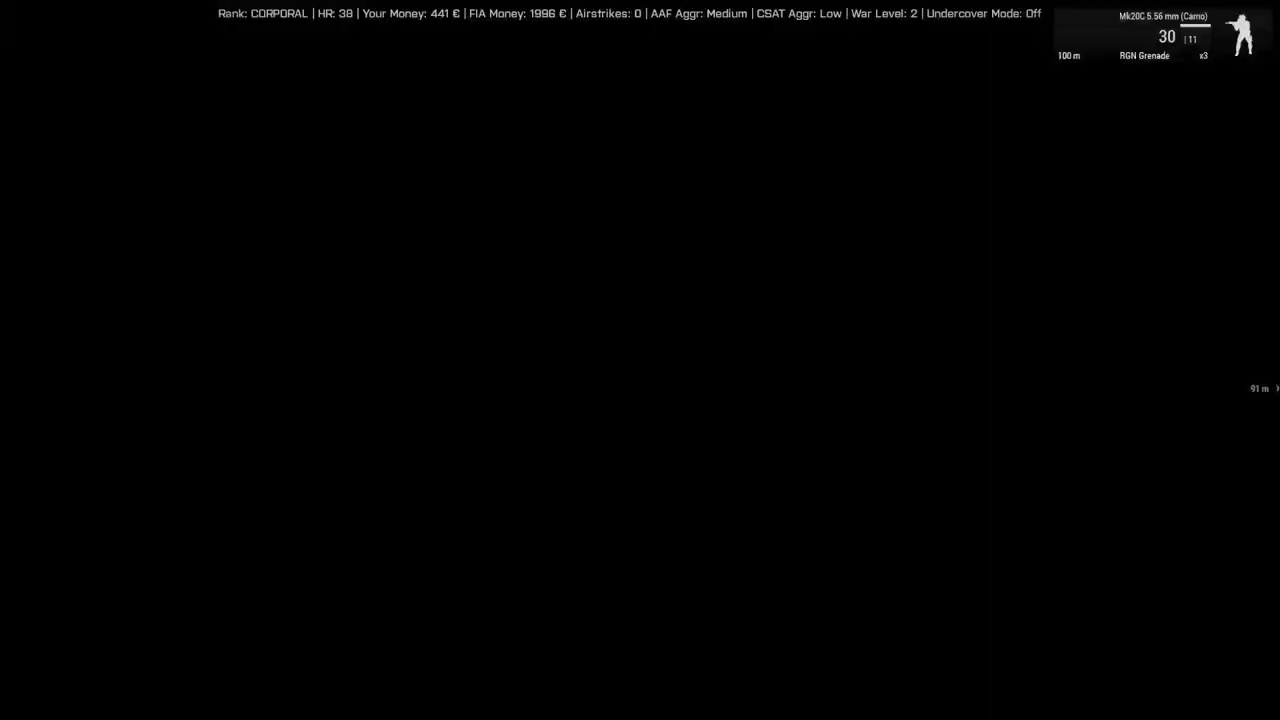 Rank: CORPORAL | HR: 38 | Your Money: 441 € | FIA Money: 1996 € | Airstrikes: 0 | AAF Aggr: Medium | CSAT Aggr: Low | War Level: 2 | Undercover Mode: Off
Mk20C 5.56 mm (Camo)
30 | 11
100 m RGN Grenade x3
91 m